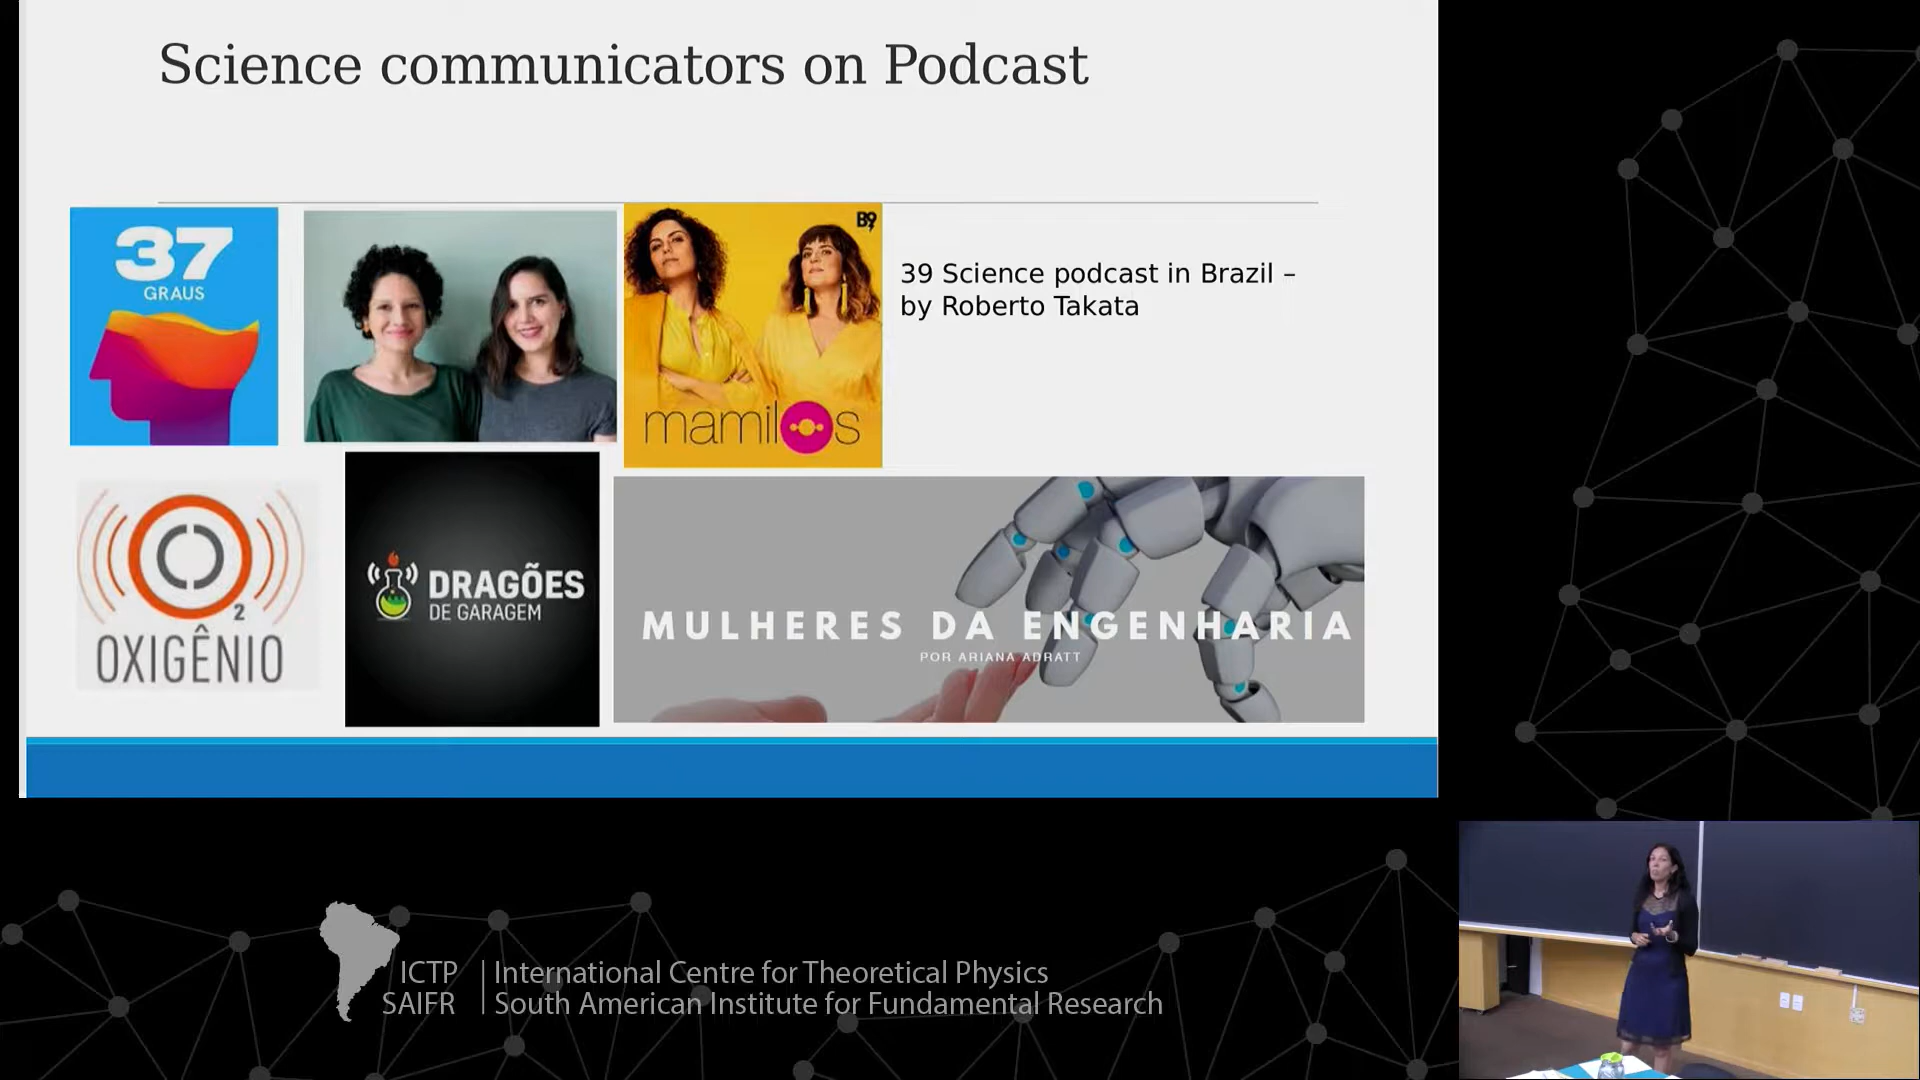 Science communicators on Podcast
37
GRAUS
B9
mamilos
39 Science podcast in Brazil –
by Roberto Takata
2
OXIGÊNIO
DRAGÕES
DE GARAGEM
MULHERES DA ENGENHARIA
POR ARIANA ADRATT
ICTP
SAIFR
International Centre for Theoretical Physics
South American Institute for Fundamental Research